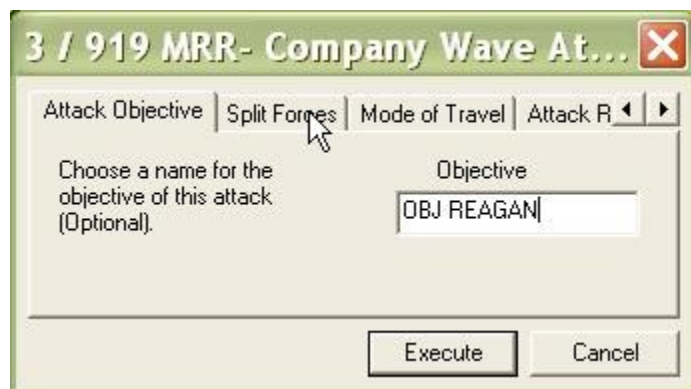 3 / 919 MRR- Company Wave At...
Attack Objective Split Forces Mode of Travel Attack R
Choose a name for the Objective
objective of this attack OBJ REAGAN
(Optional).
Execute Cancel